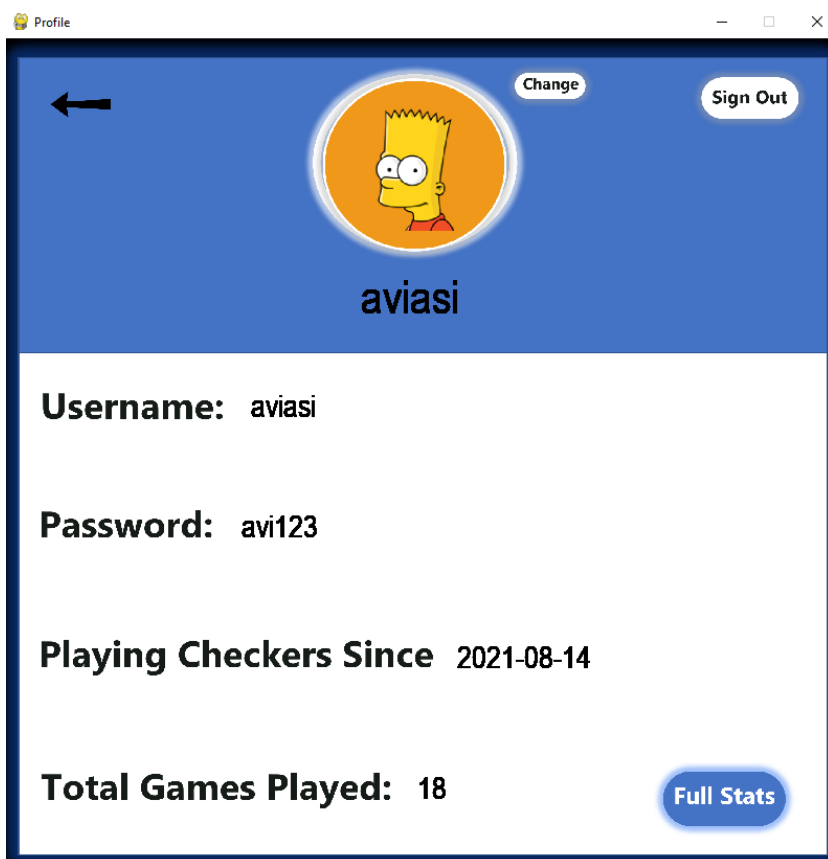 Profile
Change
Sign Out
aviasi
Username: aviasi
Password: avi123
Playing Checkers Since 2021-08-14
Total Games Played: 18
Full Stats